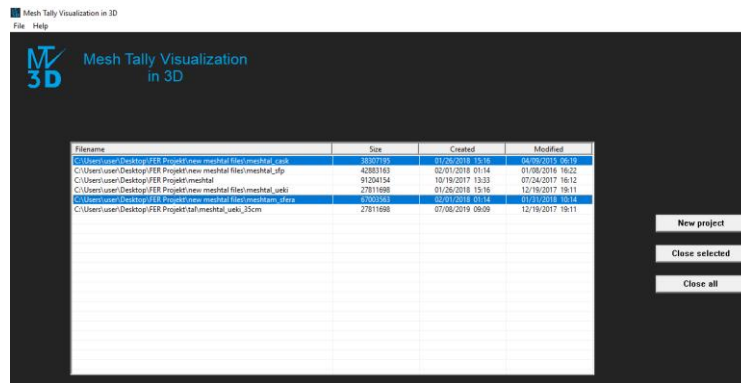 Mesh Tally Visualization in 3D
File Help
MTV
3D
Mesh Tally Visualization
in 3D
Filename Size Created Modified
C:\Users\user\Desktop\FER Projekt\new meshtal files\meshtal_cask 38307195 01/26/2018 15:16 04/09/2015 06:19
C:\Users\user\Desktop\FER Projekt\new meshtal files\meshtal_sfp 42883163 02/01/2018 01:14 01/08/2016 16:22
C:\Users\user\Desktop\FER Projekt\meshtal 91204154 10/19/2017 13:33 07/24/2017 16:12
C:\Users\user\Desktop\FER Projekt\new meshtal files\meshtal_ueki 27811698 01/26/2018 15:16 12/19/2017 19:11
C:\Users\user\Desktop\FER Projekt\new meshtal files\meshtam_sfera 67003563 02/01/2018 01:14 01/31/2018 10:14
C:\Users\user\Desktop\FER Projekt\tal\meshtal_ueki_35cm 27811698 07/08/2019 09:09 12/19/2017 19:11
New project
Close selected
Close all